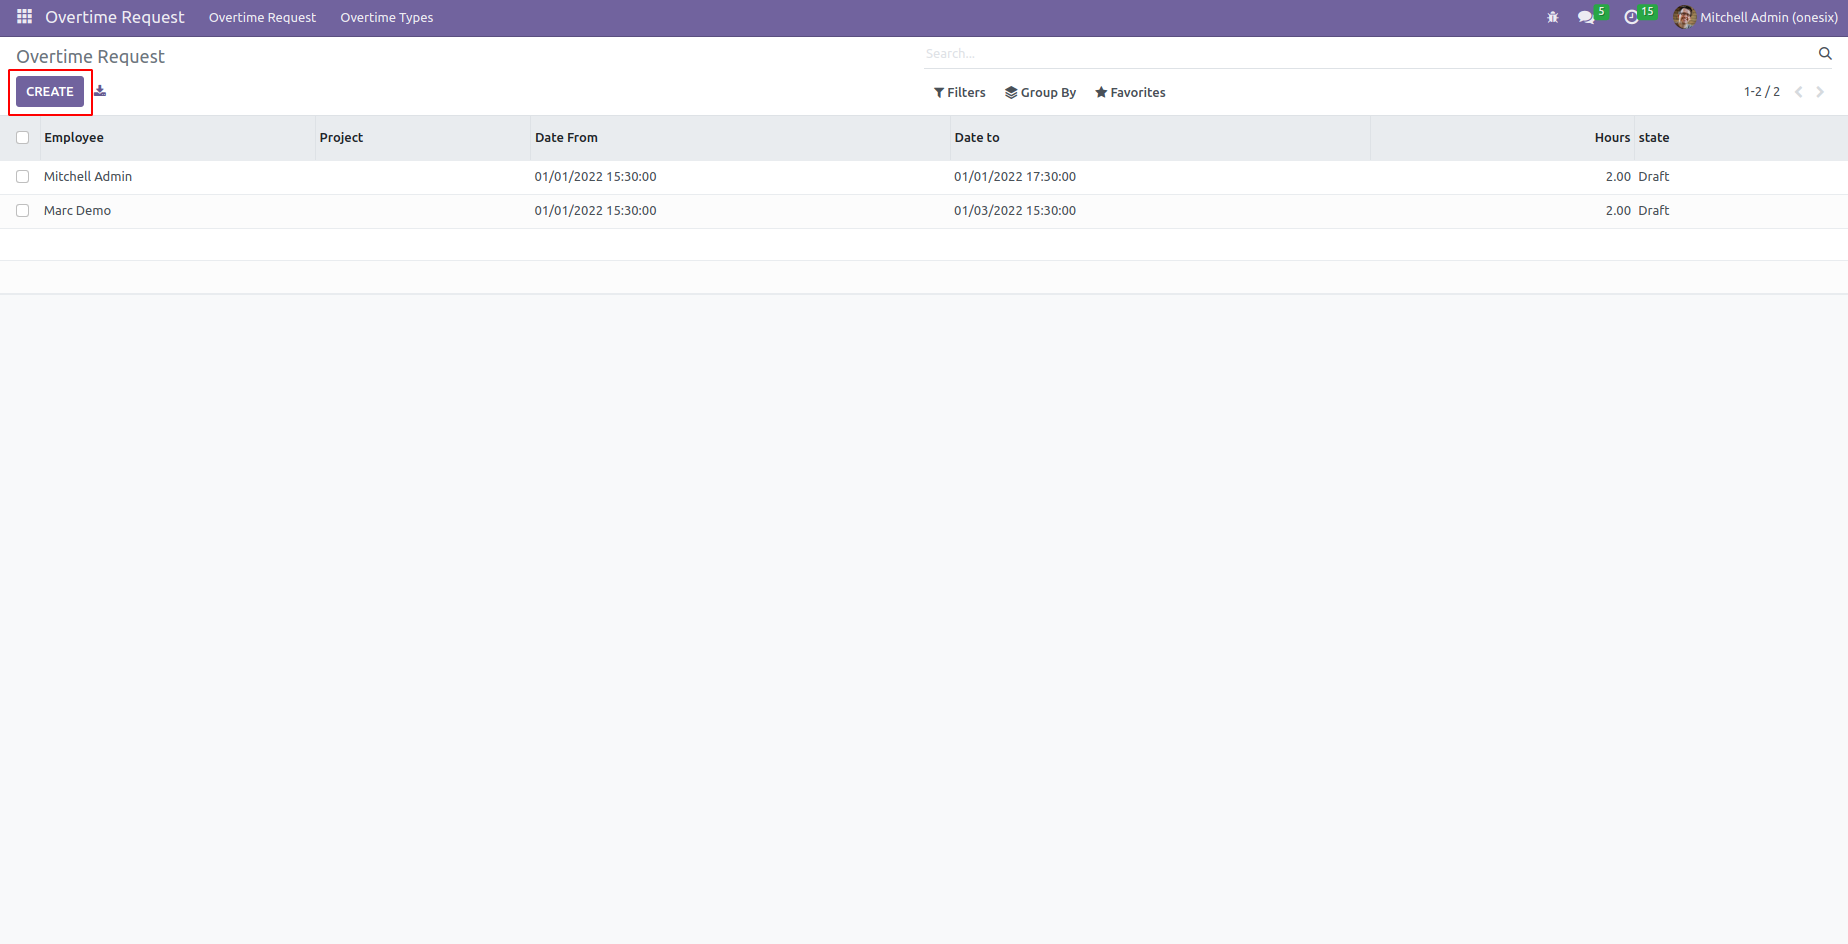 Overtime Request Overtime Request Overtime Types 5 15 Mitchell Admin (onesix)
Overtime Request Search...
CREATE Filters Group By Favorites 1-2 / 2
Employee Project Date From Date to Hours state
Mitchell Admin 01/01/2022 15:30:00 01/01/2022 17:30:00 2.00 Draft
Marc Demo 01/01/2022 15:30:00 01/03/2022 15:30:00 2.00 Draft